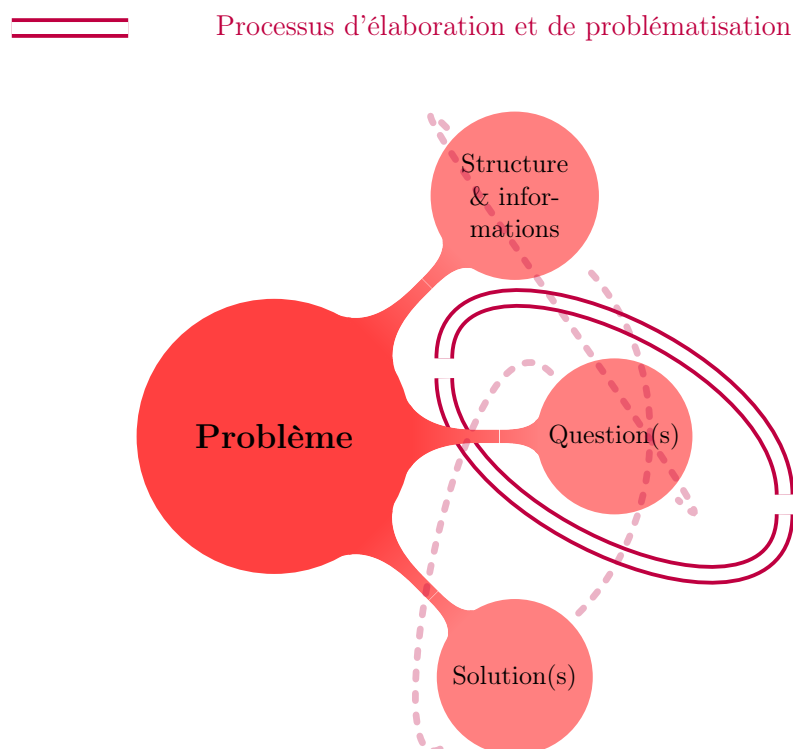 Processus d'élaboration et de problématisation
Structure
& infor-
mations
Problème
Question(s)
Solution(s)